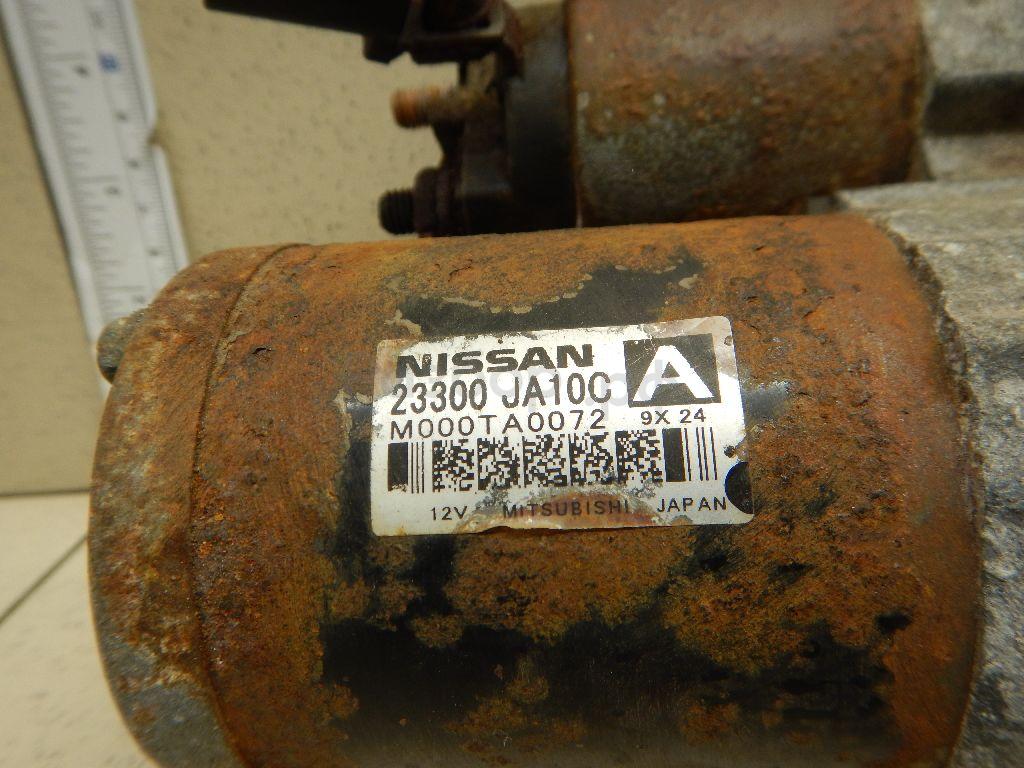 NISSAN
A
23300 JA10C
M000TA0072 9X 24
12V MITSUBISHI JAPAN